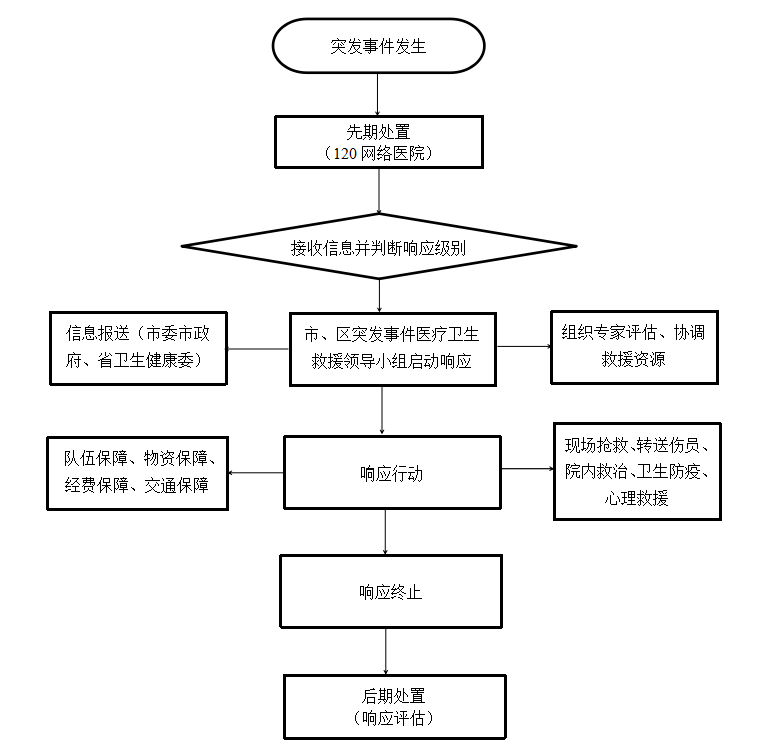 突发事件发生
先期处置
（120 网络医院）
接收信息并判断响应级别
信息报送（市委市政
府、省卫生健康委）
市、区突发事件医疗卫生
救援领导小组启动响应
组织专家评估、协调
救援资源
队伍保障、物资保障、
经费保障、交通保障
响应行动
现场抢救、转送伤员、
院内救治、卫生防疫、
心理救援
响应终止
后期处置
（响应评估）